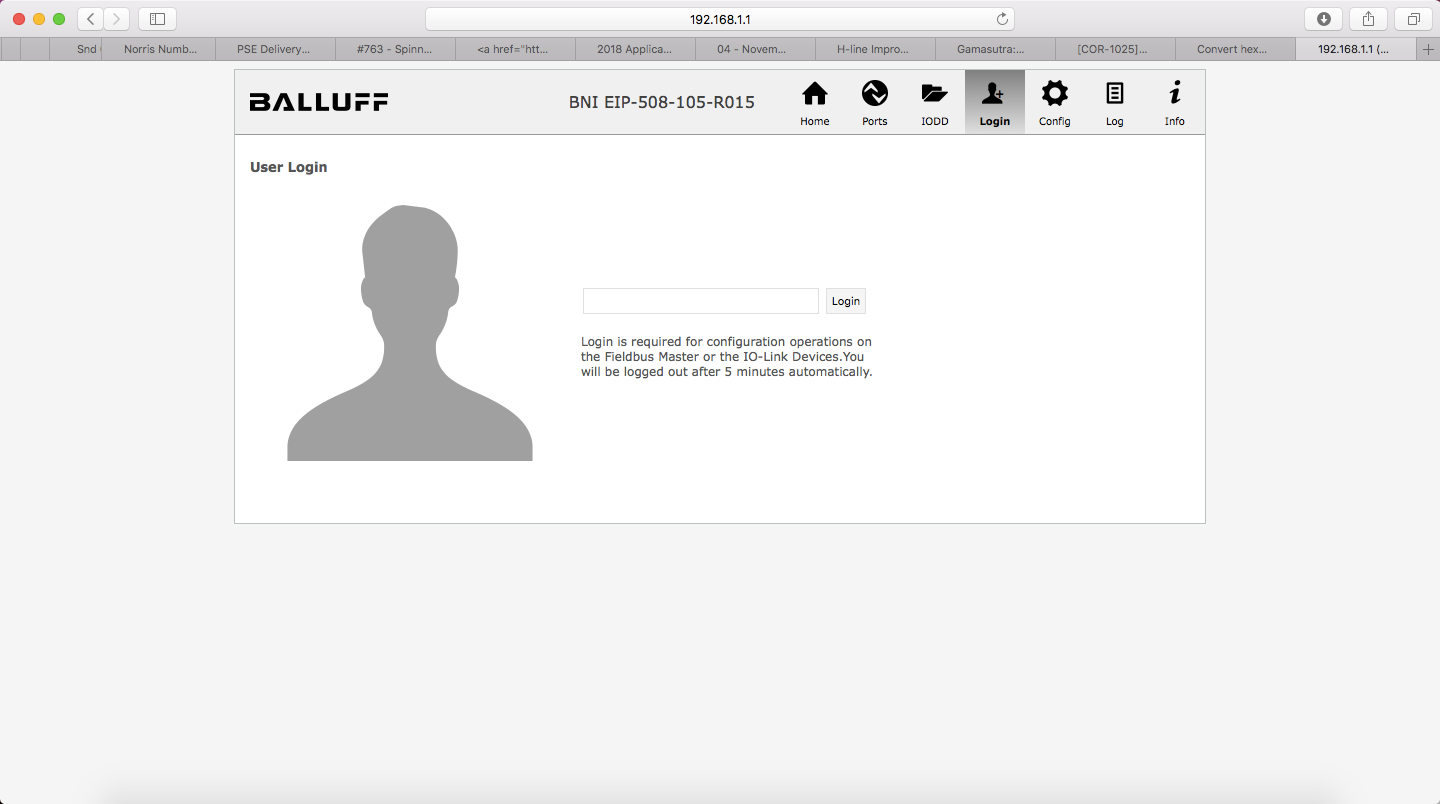 192.168.1.1
Snd
Norris Numb...
PSE Delivery...
#763 - Spinn...
<a href="htt...
2018 Applica...
04 - Novem...
H-line Impro...
Gamasutra:...
[COR-1025]...
Convert hex...
192.168.1.1 (...
BALLUFF
BNI EIP-508-105-R015
Home
Ports
IODD
Login
Config
Log
Info
User Login
Login
Login is required for configuration operations on
the Fieldbus Master or the IO-Link Devices.You
will be logged out after 5 minutes automatically.